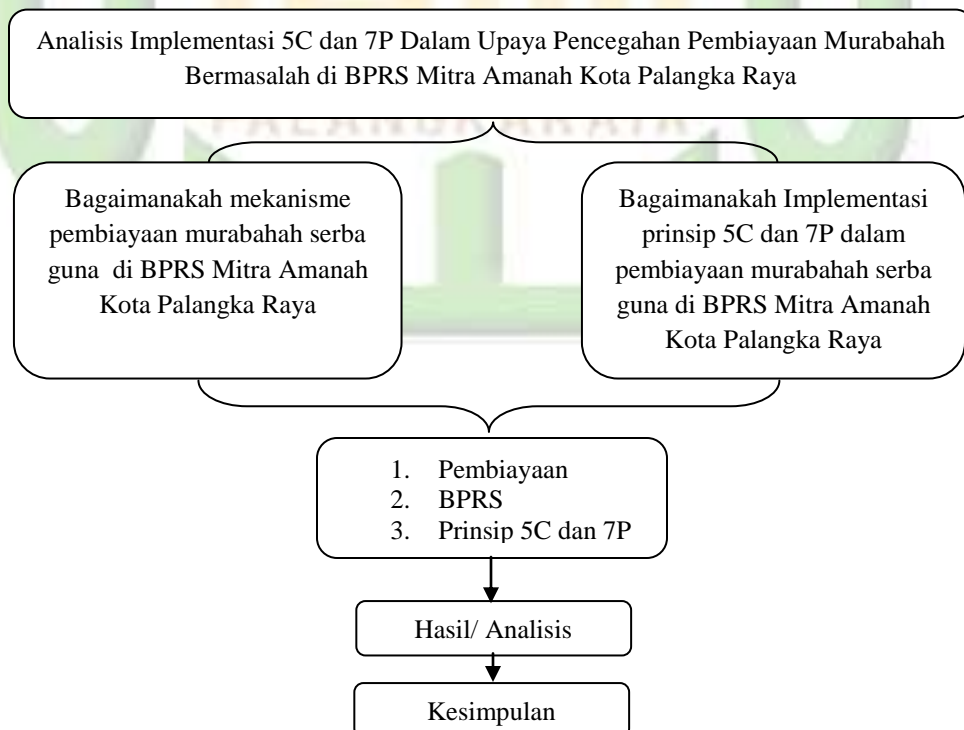 Analisis Implementasi 5C dan 7P Dalam Upaya Pencegahan Pembiayaan Murabahah
Bermasalah di BPRS Mitra Amanah Kota Palangka Raya
PALANGKARAYA
Bagaimanakah mekanisme
pembiayaan murabahah serba
guna di BPRS Mitra Amanah
Kota Palangka Raya
Bagaimanakah Implementasi
prinsip 5C dan 7P dalam
pembiayaan murabahah serba
guna di BPRS Mitra Amanah
Kota Palangka Raya
1. Pembiayaan
2. BPRS
3. Prinsip 5C dan 7P
Hasil/ Analisis
Kesimpulan